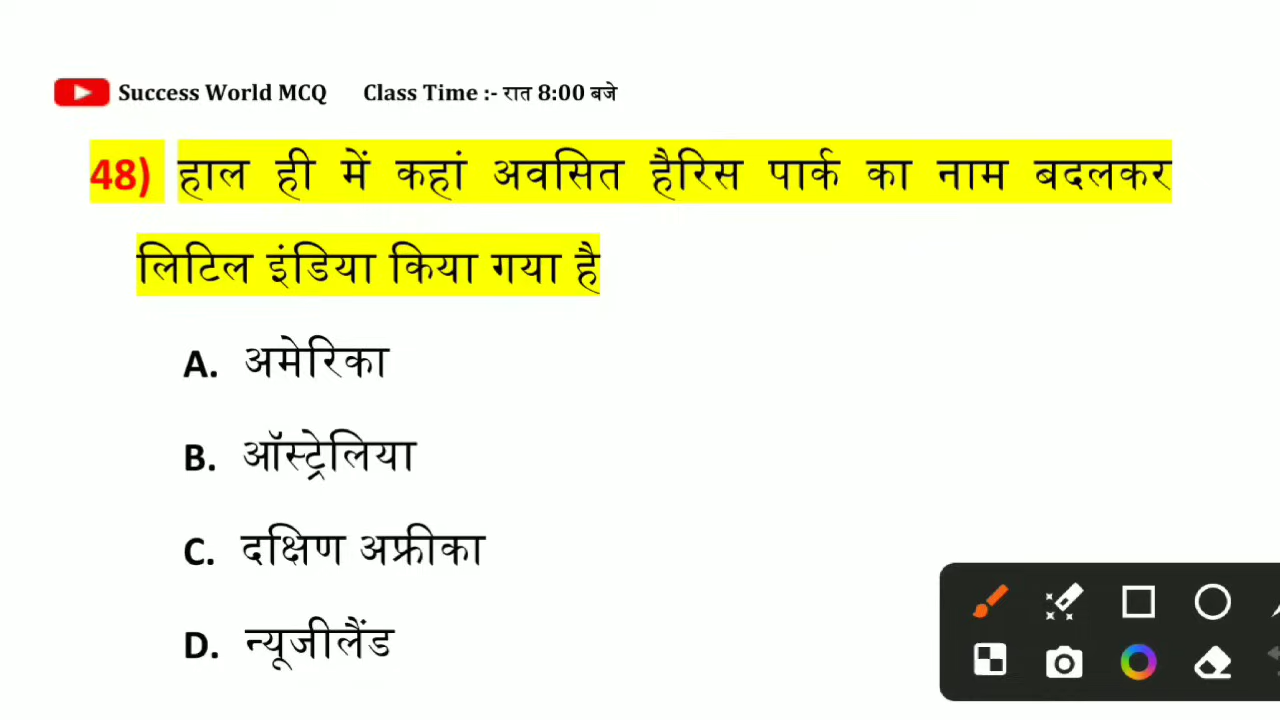 Success World MCQ Class Time :- रात 8:00 बजे
48) हाल ही में कहां अवसित हैरिस पार्क का नाम बदलकर
लिटिल इंडिया किया गया है
A. अमेरिका
B. ऑस्ट्रेलिया
C. दक्षिण अफ्रीका
D. न्यूजीलैंड